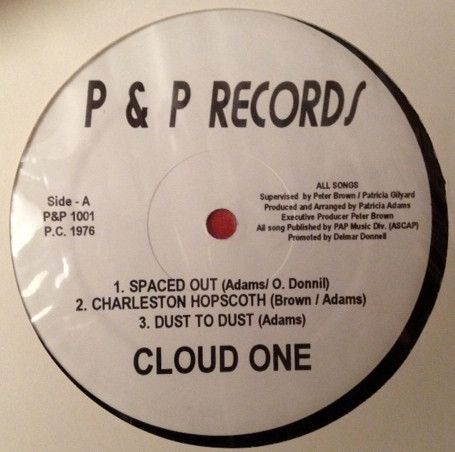 P & P RECORDS
Side - A
P&P 1001
P.C. 1976
ALL SONGS
Supervised by Peter Brown / Patricia Gilyard
Produced and Arranged by Patricia Adams
Executive Producer Peter Brown
All song Published by PAP Music Div. (ASCAP)
Promoted by Delmar Donnell
1. SPACED OUT (Adams/ O. Donnil)
2. CHARLESTON HOPSCOTH (Brown / Adams)
3. DUST TO DUST (Adams)
CLOUD ONE